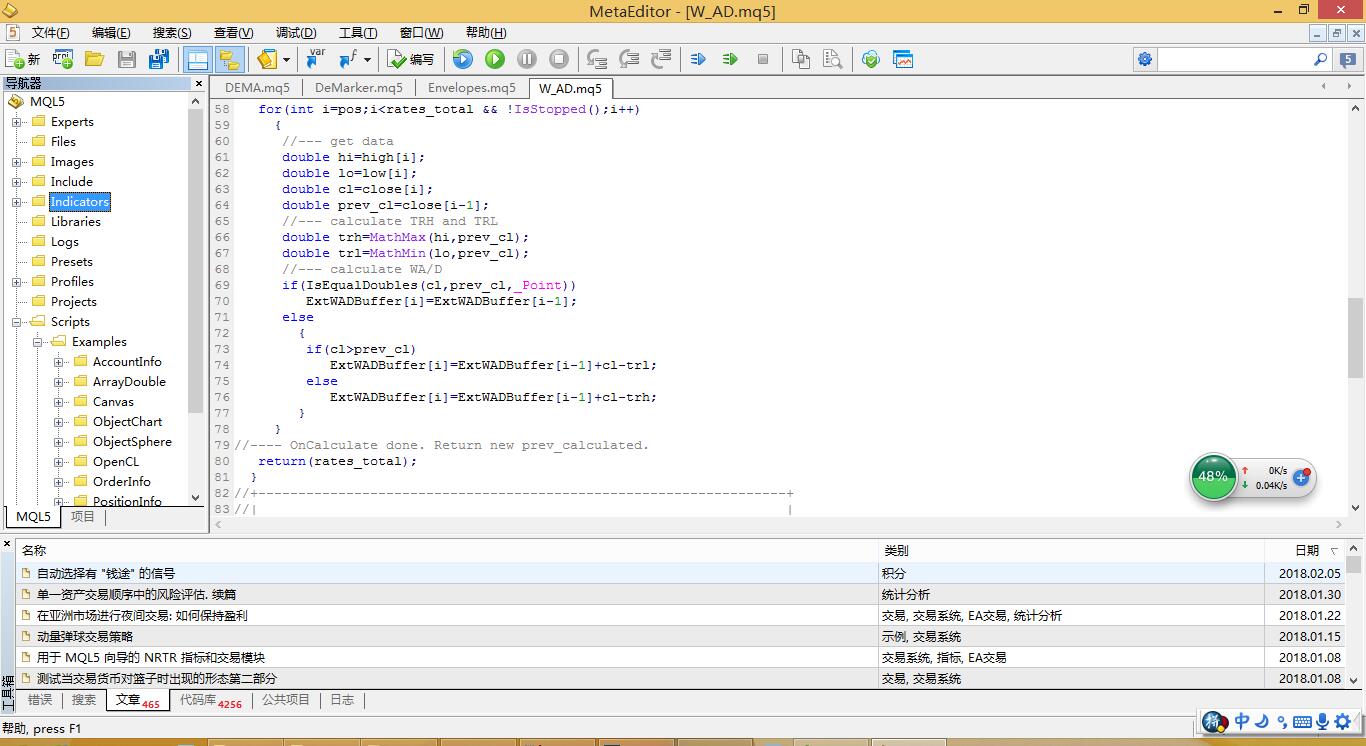 MetaEditor - [W_AD.mq5]
文件(F) 编辑(E) 搜索(S) 查看(V) 调试(D) 工具(T) 窗口(W) 帮助(H)
新 var 编写 5
导航器
MQL5
Experts
Files
Images
Include
Indicators
Libraries
Logs
Presets
Profiles
Projects
Scripts
Examples
AccountInfo
ArrayDouble
Canvas
ObjectChart
ObjectSphere
OpenCL
OrderInfo
PositionInfo
MQL5 项目
DEMA.mq5 DeMarker.mq5 Envelopes.mq5 W_AD.mq5
58 for(int i=pos;i<rates_total && !IsStopped();i++)
59 {
60 //--- get data
61 double hi=high[i];
62 double lo=low[i];
63 double cl=close[i];
64 double prev_cl=close[i-1];
65 //--- calculate TRH and TRL
66 double trh=MathMax(hi,prev_cl);
67 double trl=MathMin(lo,prev_cl);
68 //--- calculate WA/D
69 if(IsEqualDoubles(cl,prev_cl,_Point))
70 ExtWADBuffer[i]=ExtWADBuffer[i-1];
71 else
72 {
73 if(cl>prev_cl)
74 ExtWADBuffer[i]=ExtWADBuffer[i-1]+cl-trl;
75 else
76 ExtWADBuffer[i]=ExtWADBuffer[i-1]+cl-trh;
77 }
78 }
79 //---- OnCalculate done. Return new prev_calculated.
80 return(rates_total);
81 }
82 //+------------------------------------------------------------------+
83 //| |
48% 0K/s
0.04K/s
名称 类别 日期
自动选择有 "钱途" 的信号 积分 2018.02.05
单一资产交易顺序中的风险评估. 续篇 统计分析 2018.01.30
在亚洲市场进行夜间交易: 如何保持盈利 交易, 交易系统, EA交易, 统计分析 2018.01.22
动量弹球交易策略 示例, 交易系统 2018.01.15
用于 MQL5 向导的 NRTR 指标和交易模块 交易系统, 指标, EA交易 2018.01.08
测试当交易货币对篮子时出现的形态第二部分 交易, 交易系统 2018.01.08
工具箱
错误 搜索 文章 465 代码库 4256 公共项目 日志
帮助, press F1
拼 中